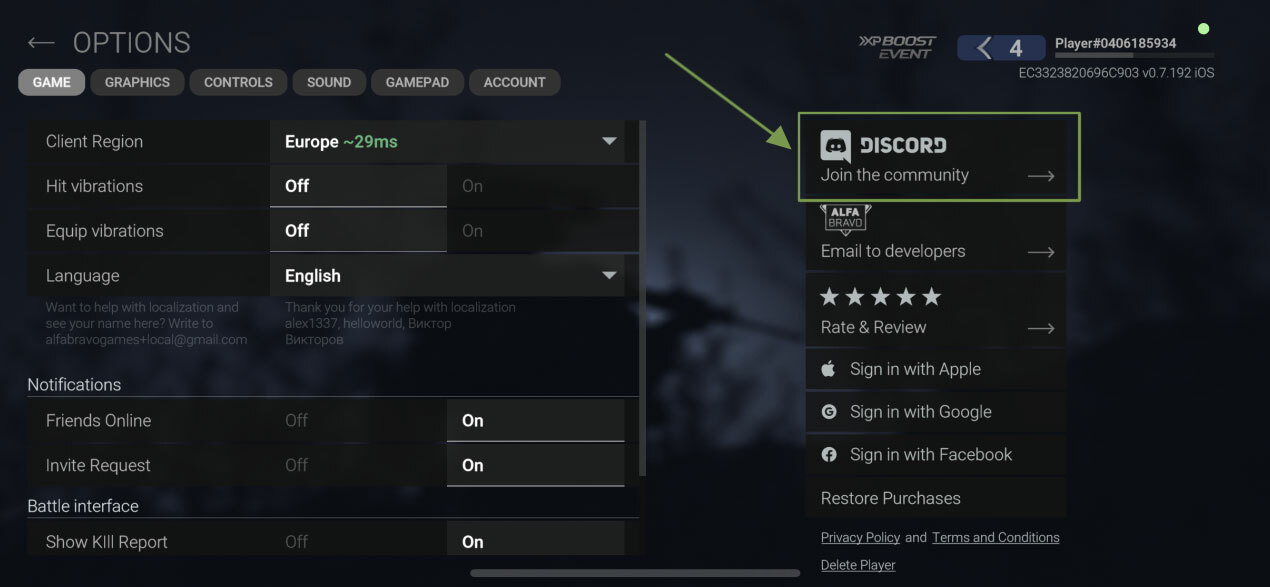 OPTIONS
XP BOOST
EVENT
4
Player#0406185934
EC3323820696C903 v0.7.192 iOS
GAME
GRAPHICS
CONTROLS
SOUND
GAMEPAD
ACCOUNT
Client Region
Europe ~29ms
Hit vibrations
Off
On
Equip vibrations
Off
On
Language
English
Want to help with localization and
see your name here? Write to
alfabravogames+local@gmail.com
Thank you for your help with localization
alex1337, helloworld, Виктор
Викторов
Notifications
Friends Online
Off
On
Invite Request
Off
On
Battle interface
Show KIll Report
Off
On
DISCORD
Join the community
ALFA
BRAVO
Email to developers
Rate & Review
Sign in with Apple
Sign in with Google
Sign in with Facebook
Restore Purchases
Privacy Policy and Terms and Conditions
Delete Player